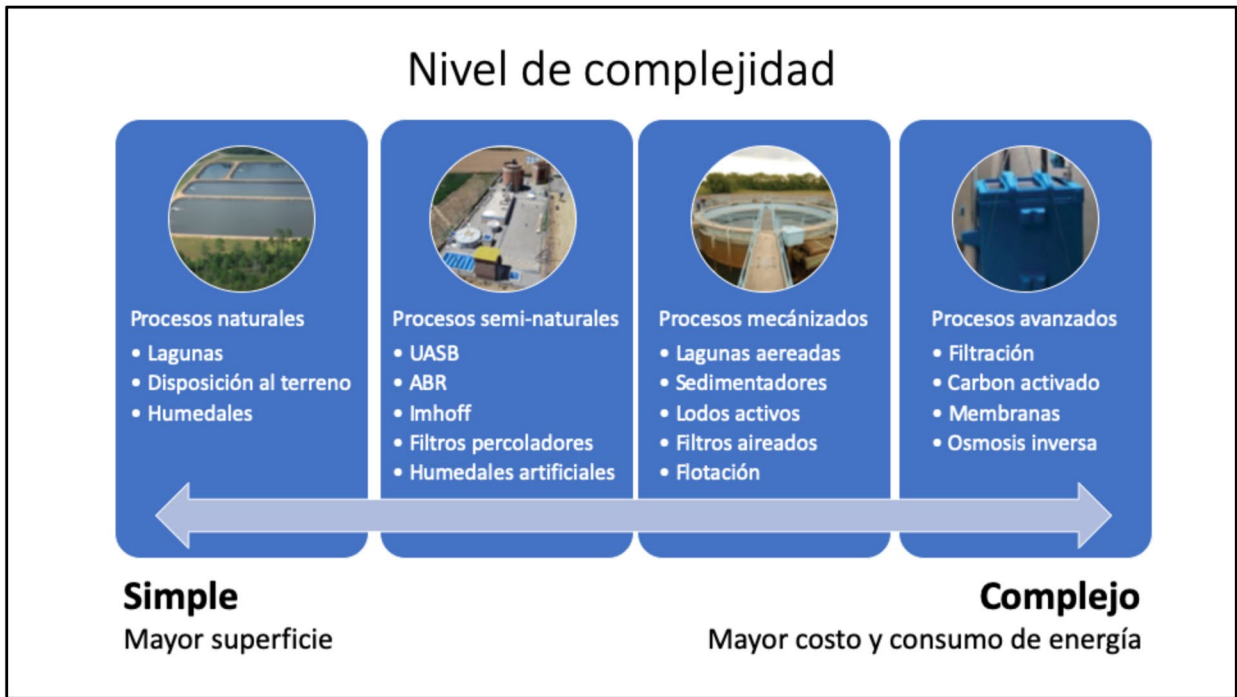 Nivel de complejidad
Procesos naturales
• Lagunas
• Disposición al terreno
• Humedales
Procesos semi-naturales
• UASB
• ABR
• Imhoff
• Filtros percoladores
• Humedales artificiales
Procesos mecánizados
• Lagunas aereadas
• Sedimentadores
• Lodos activos
• Filtros aireados
• Flotación
Procesos avanzados
• Filtración
• Carbon activado
• Membranas
• Osmosis inversa
Simple
Mayor superficie
Complejo
Mayor costo y consumo de energía